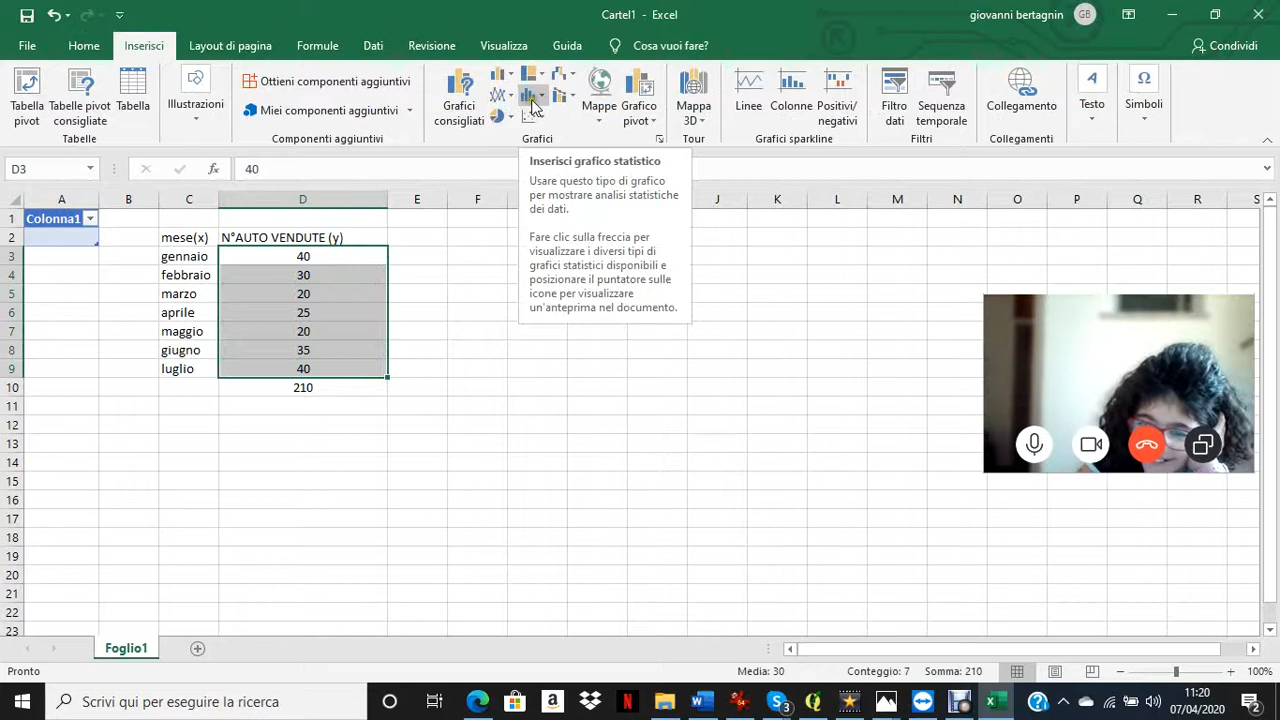 Cartel1 - Excel
giovanni bertagnin GB
File Home Inserisci Layout di pagina Formule Dati Revisione Visualizza Guida Cosa vuoi fare? Condividi
Tabella pivot
Tabelle pivot consigliate
Tabella
Tabelle
Illustrazioni
Ottieni componenti aggiuntivi
Miei componenti aggiuntivi
Componenti aggiuntivi
Grafici consigliati
Mappe
Grafico pivot
Grafici
Mappa 3D
Tour
Linee
Colonne
Positivi/negativi
Grafici sparkline
Filtro dati
Sequenza temporale
Filtri
Collegamento
Collegamenti
Testo
Simboli
D3 fx 40
Inserisci grafico statistico
Usare questo tipo di grafico
per mostrare analisi statistiche
dei dati.
Fare clic sulla freccia per
visualizzare i diversi tipi di
grafici statistici disponibili e
posizionare il puntatore sulle
icone per visualizzare
un'anteprima nel documento.
A B C D E F J K L M N O P Q R S
1 Colonna1
2 mese(x) N°AUTO VENDUTE (y)
3 gennaio 40
4 febbraio 30
5 marzo 20
6 aprile 25
7 maggio 20
8 giugno 35
9 luglio 40
10 210
11
12
13
14
15
16
17
18
19
20
21
22
23
Foglio1
Pronto Media: 30 Conteggio: 7 Somma: 210 100%
Scrivi qui per eseguire la ricerca
11:20
07/04/2020